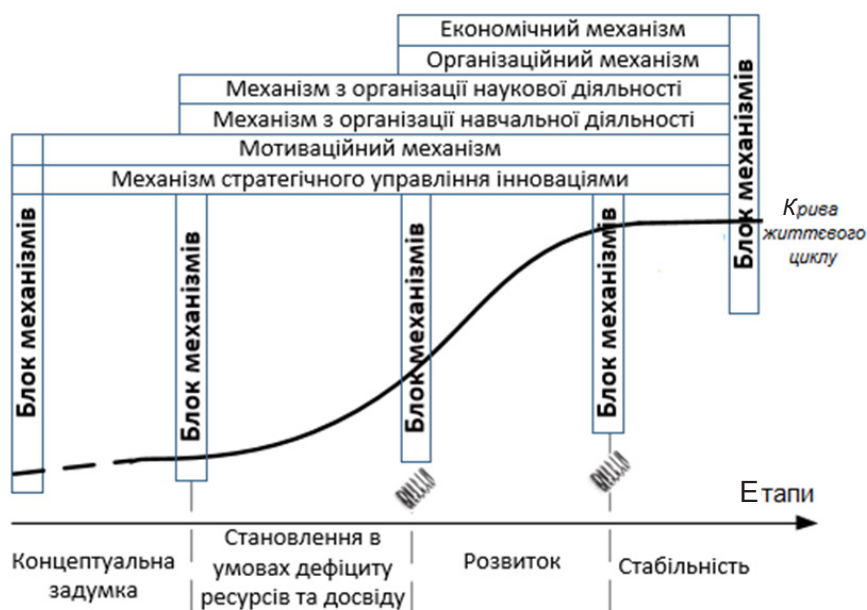 Економічний механізм
Організаційний механізм
Механізм з організації наукової діяльності
Механізм з організації навчальної діяльності
Мотиваційний механізм
Механізм стратегічного управління інноваціями
Блок механізмів
Блок механізмів
Блок механізмів
Блок механізмів
Блок механізмів
Крива
життєвого
циклу
Етапи
Концептуальна
задумка
Становлення в
умовах дефіциту
ресурсів та досвіду
Розвиток
Стабільність